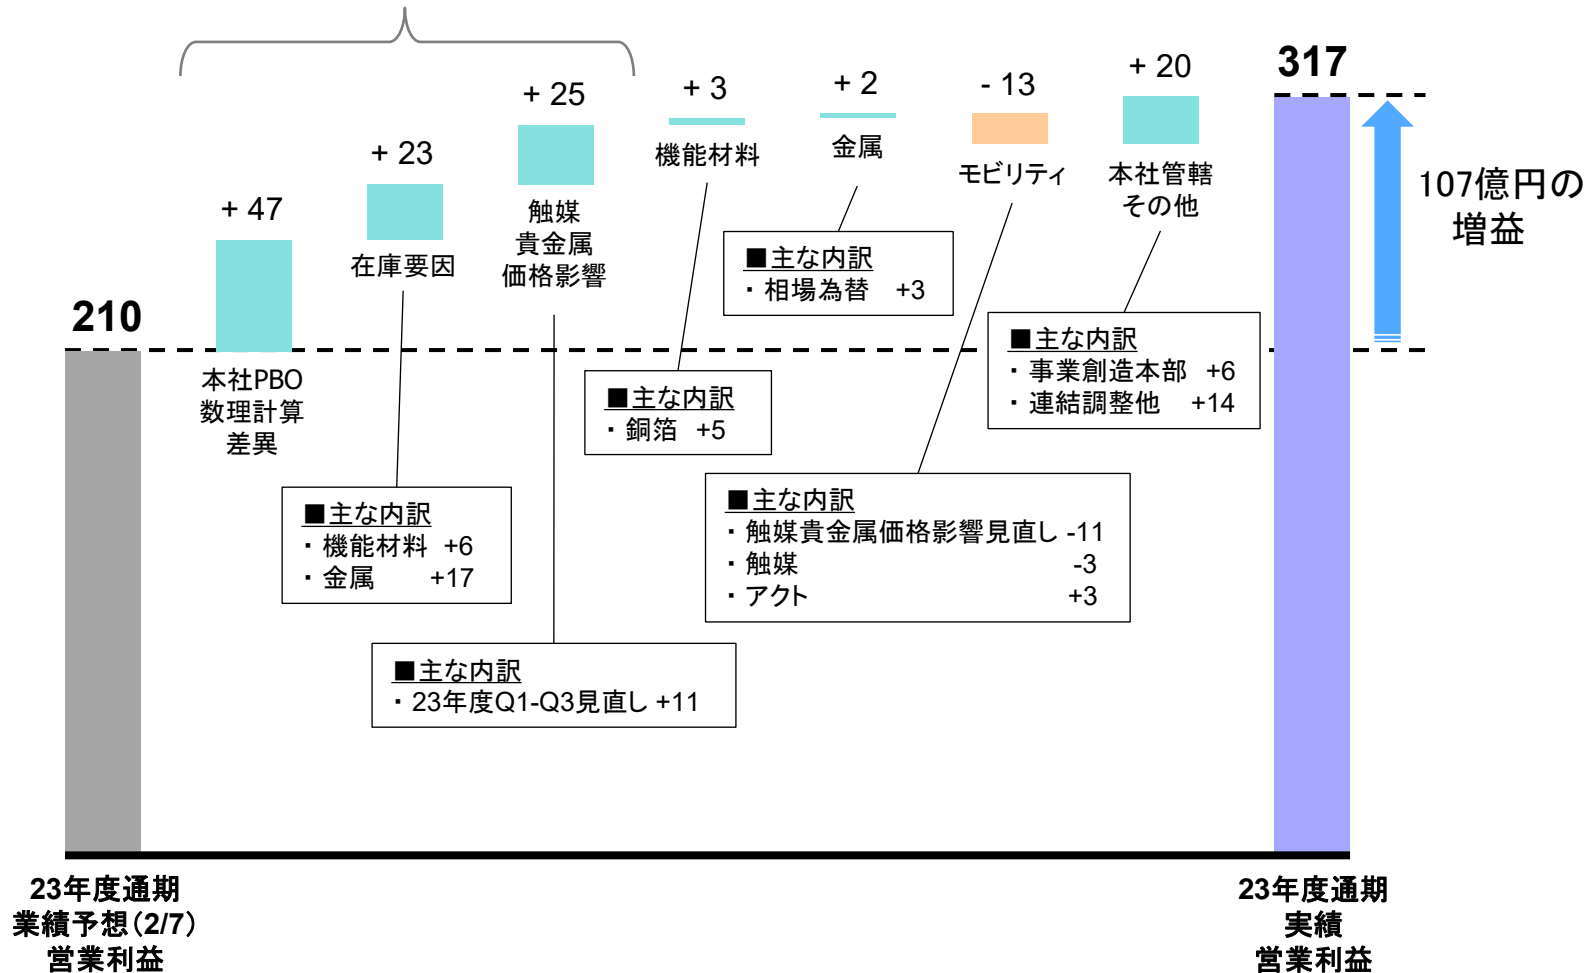 + 47
+ 23
+ 25
+ 3
+ 2
- 13
+ 20
317
210
本社PBO
数理計算
差異
在庫要因
触媒
貴金属
価格影響
機能材料
金属
モビリティ
本社管轄
その他
107億円の
増益
■主な内訳
・相場為替 +3
■主な内訳
・事業創造本部 +6
・連結調整他 +14
■主な内訳
・銅箔 +5
■主な内訳
・機能材料 +6
・金属 +17
■主な内訳
・触媒貴金属価格影響見直し -11
・触媒 -3
・アクト +3
■主な内訳
・23年度Q1-Q3見直し +11
23年度通期
業績予想(2/7)
営業利益
23年度通期
実績
営業利益